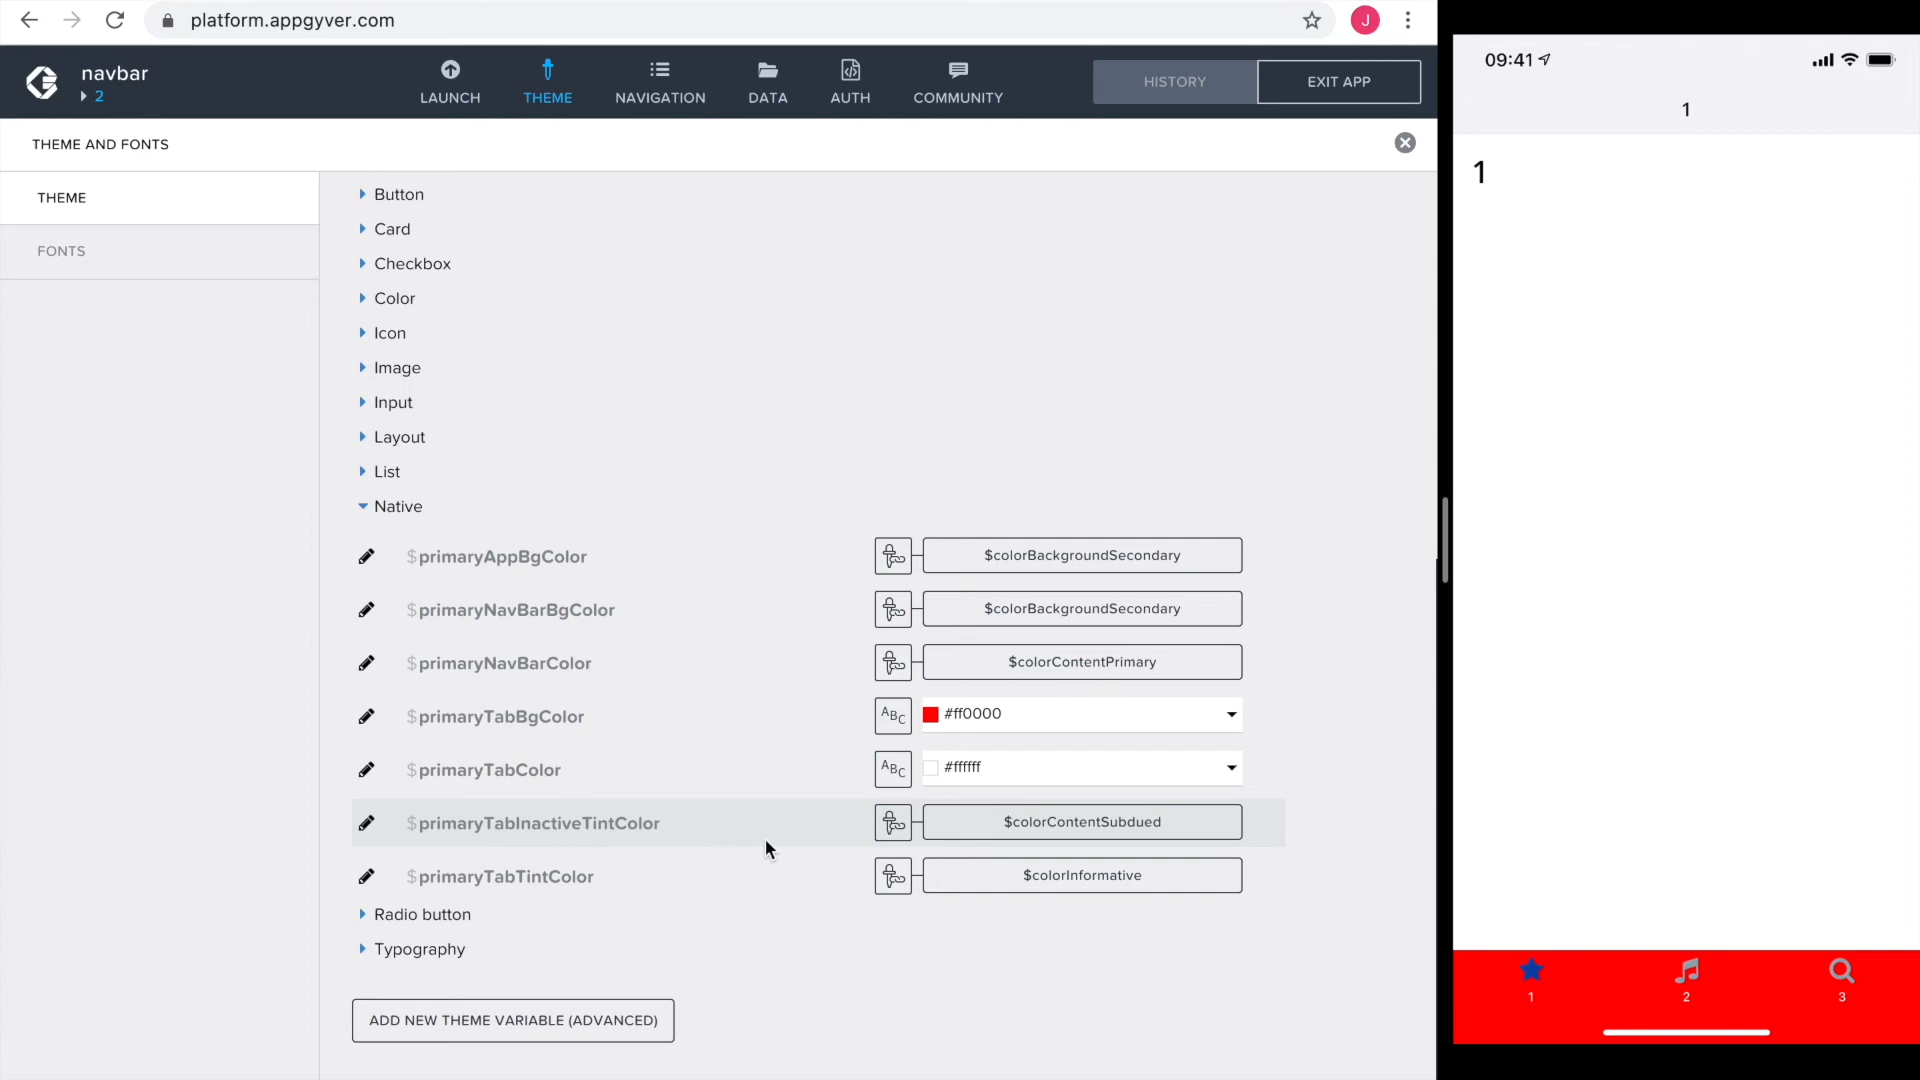 platform.appgyver.com
J
navbar
2
LAUNCH
THEME
NAVIGATION
DATA
AUTH
COMMUNITY
HISTORY
EXIT APP
THEME AND FONTS
THEME
FONTS
Button
Card
Checkbox
Color
Icon
Image
Input
Layout
List
Native
$primaryAppBgColor
$colorBackgroundSecondary
$primaryNavBarBgColor
$colorBackgroundSecondary
$primaryNavBarColor
$colorContentPrimary
$primaryTabBgColor
ABC
#ff0000
$primaryTabColor
ABC
#ffffff
$primaryTabInactiveTintColor
$colorContentSubdued
$primaryTabTintColor
$colorInformative
Radio button
Typography
ADD NEW THEME VARIABLE (ADVANCED)
09:41
1
1
1
2
3